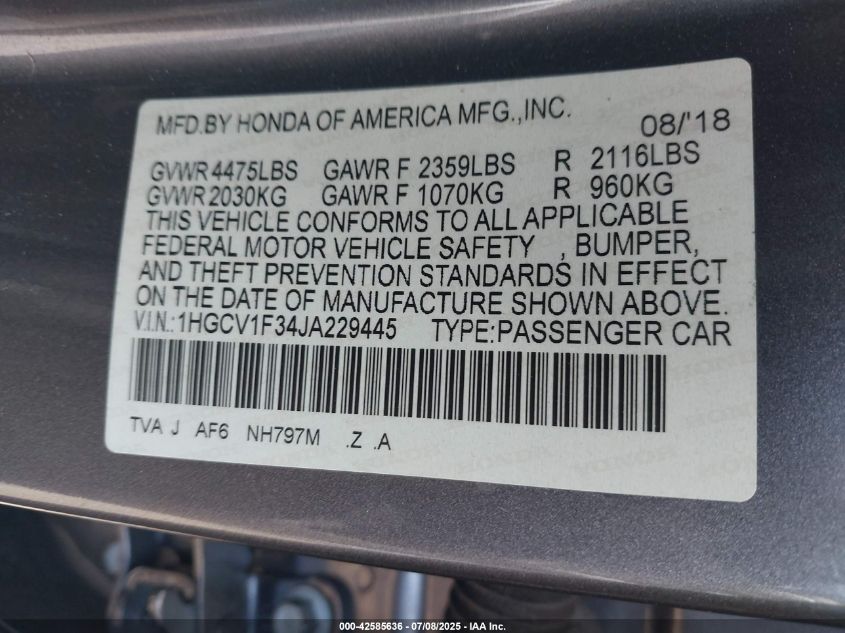 MFD.BY HONDA OF AMERICA MFG.,INC. 08/'18
GVWR 4475LBS GAWR F 2359LBS R 2116LBS
GVWR 2030KG GAWR F 1070KG R 960KG
THIS VEHICLE CONFORMS TO ALL APPLICABLE
FEDERAL MOTOR VEHICLE SAFETY , BUMPER,
AND THEFT PREVENTION STANDARDS IN EFFECT
ON THE DATE OF MANUFACTURE SHOWN ABOVE.
V.I.N.:1HGCV1F34JA229445 TYPE:PASSENGER CAR
TVA J AF6 NH797M .Z .A
000-42585636 - 07/08/2025 - IAA Inc.